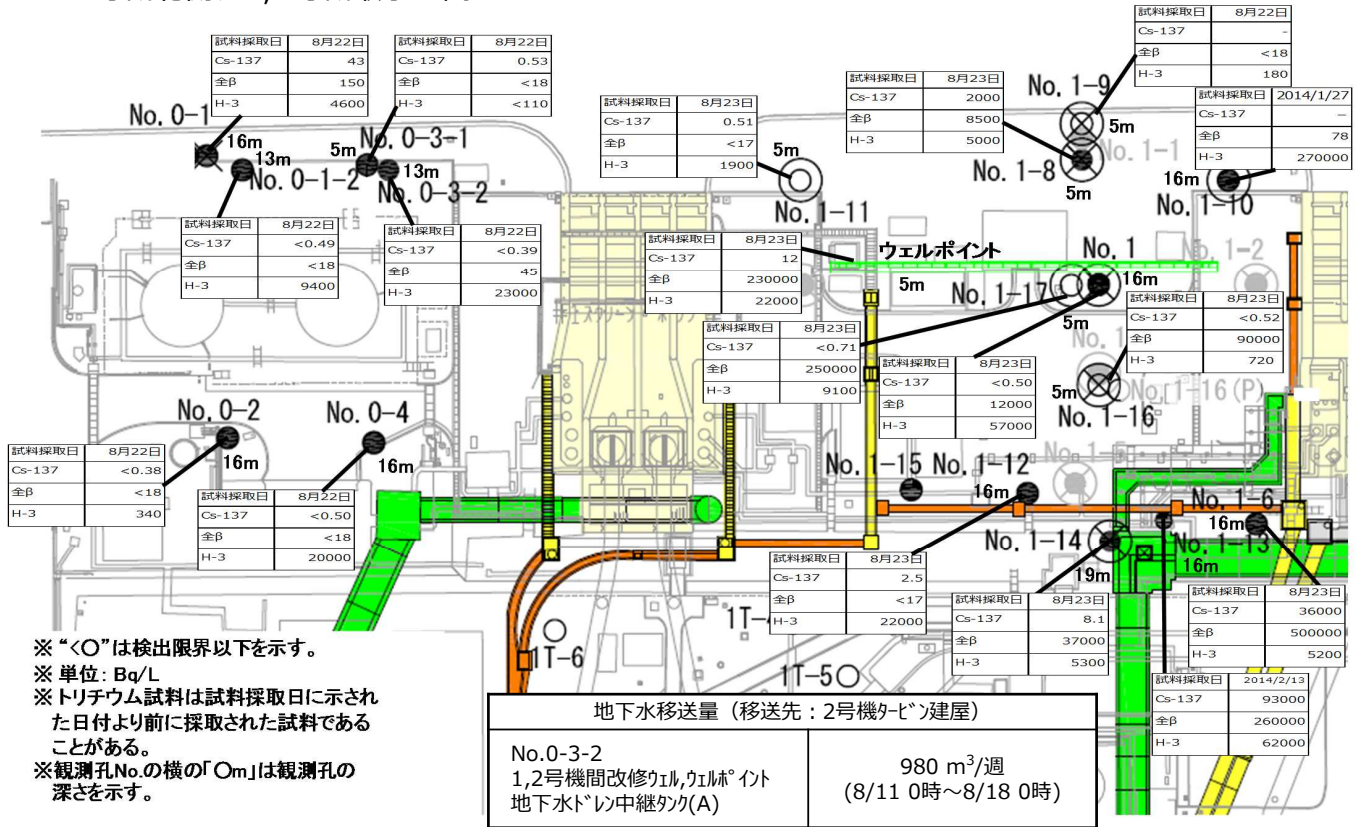 試料採取日 8月22日
Cs-137 43
全β 150
H-3 4600
試料採取日 8月22日
Cs-137 0.53
全β <18
H-3 <110
試料採取日 8月22日
Cs-137 -
全β <18
H-3 180
試料採取日 8月23日
Cs-137 0.51
全β <17
H-3 1900
試料採取日 8月23日
Cs-137 2000
全β 8500
H-3 5000
試料採取日 2014/1/27
Cs-137 –
全β 78
H-3 270000
No. 0-1
16m
13m
No. 0-1-2
5m
No. 0-3-1
13m
No. 0-3-2
5m
No. 1-11
No. 1-9
5m
No. 1-1
No. 1-8
5m
16m
No. 1-10
試料採取日 8月22日
Cs-137 <0.49
全β <18
H-3 9400
試料採取日 8月22日
Cs-137 <0.39
全β 45
H-3 23000
試料採取日 8月23日
Cs-137 12
全β 230000
H-3 22000
ウェルポイント
5m
No. 1
16m
No. 1-2
No. 1-17
5m
試料採取日 8月23日
Cs-137 <0.71
全β 250000
H-3 9100
試料採取日 8月23日
Cs-137 <0.50
全β 12000
H-3 57000
試料採取日 8月23日
Cs-137 <0.52
全β 90000
H-3 720
5m
No. 1-16
No. 1-16(P)
No. 0-2
16m
No. 0-4
16m
試料採取日 8月22日
Cs-137 <0.38
全β <18
H-3 340
試料採取日 8月22日
Cs-137 <0.50
全β <18
H-3 20000
No. 1-15
No. 1-12
16m
No. 1-5
No. 1-6
16m
No. 1-14
19m
No. 1-13
16m
試料採取日 8月23日
Cs-137 2.5
全β <17
H-3 22000
試料採取日 8月23日
Cs-137 8.1
全β 37000
H-3 5300
試料採取日 8月23日
Cs-137 36000
全β 500000
H-3 5200
試料採取日 2014/2/13
Cs-137 93000
全β 260000
H-3 62000
1T-6
1T-5
※“<○”は検出限界以下を示す。
※ 単位: Bq/L
※トリチウム試料は試料採取日に示され
た日付より前に採取された試料である
ことがある。
※観測孔No.の横の「○m」は観測孔の
深さを示す。
地下水移送量（移送先：2号機ﾀｰﾋﾞﾝ建屋）
No.0-3-2
1,2号機間改修ｳｪﾙ,ｳｪﾙﾎﾟｲﾝﾄ
地下水ﾄﾞﾚﾝ中継ﾀﾝｸ(A)
980 m³/週
(8/11 0時～8/18 0時)